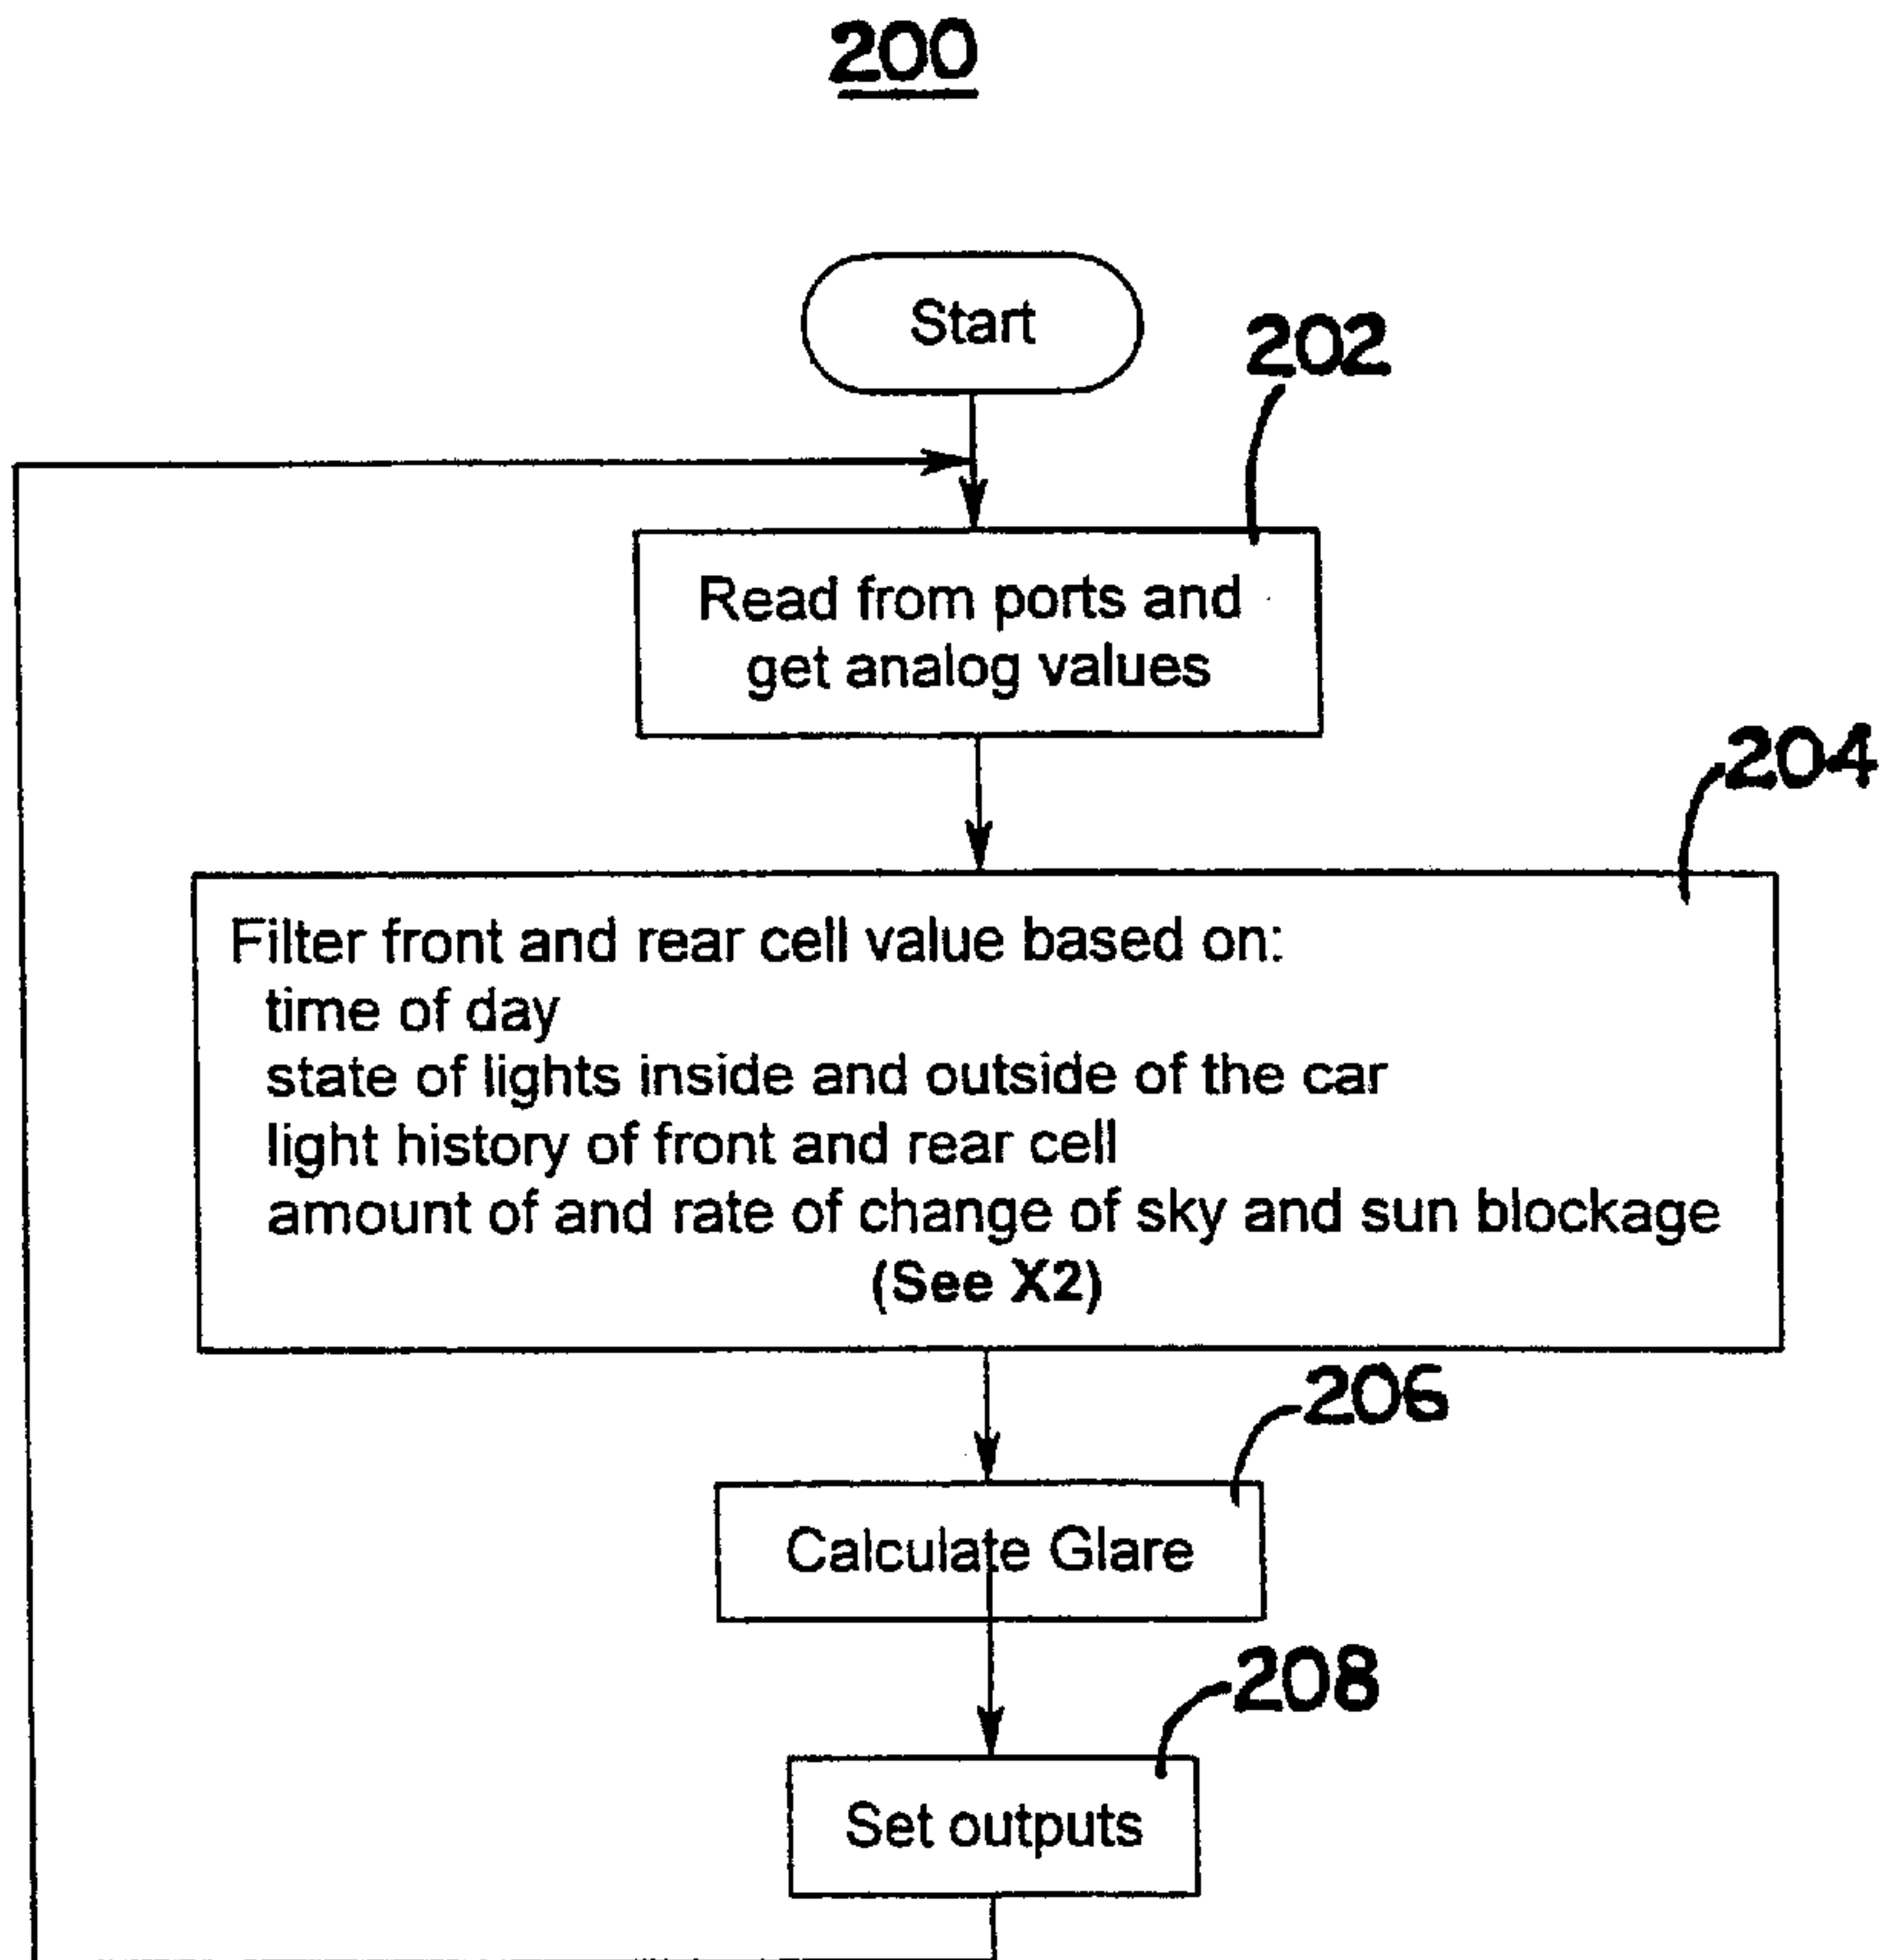 200
Start
202
Read from ports and
get analog values
204
Filter front and rear cell value based on:
time of day
state of lights inside and outside of the car
light history of front and rear cell
amount of and rate of change of sky and sun blockage
(See X2)
206
Calculate Glare
208
Set outputs